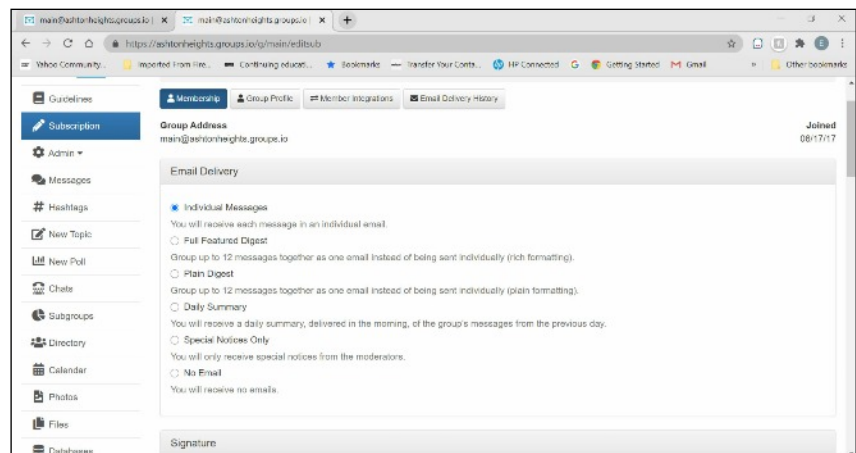 main@ashtonheights.groups.io |
main@ashtonheights.groups.io |
https://ashtonheights.groups.io/g/main/editsub
Yahoo Community... Imported From Fire... Continuing educati... Bookmarks Transfer Your Conta... HP Connected Getting Started Gmail Other bookmarks
Guidelines
Subscription
Admin
Messages
Hashtags
New Topic
New Poll
Chats
Subgroups
Directory
Calendar
Photos
Files
Databases
Membership Group Profile Member Integrations Email Delivery History
Group Address
main@ashtonheights.groups.io
Joined
08/17/17
Email Delivery
Individual Messages
You will receive each message in an individual email.
Full Featured Digest
Group up to 12 messages together as one email instead of being sent individually (rich formatting).
Plain Digest
Group up to 12 messages together as one email instead of being sent individually (plain formatting).
Daily Summary
You will receive a daily summary, delivered in the morning, of the group's messages from the previous day.
Special Notices Only
You will only receive special notices from the moderators.
No Email
You will receive no emails.
Signature